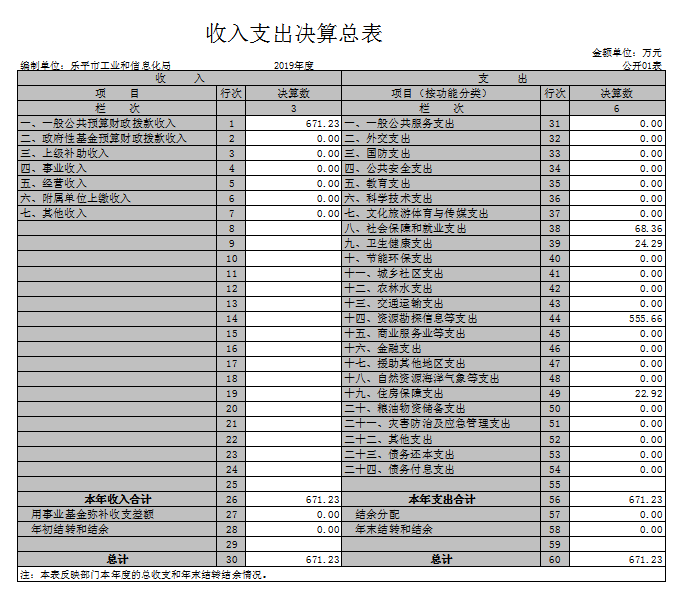 收入支出决算总表
金额单位：万元
编制单位：乐平市工业和信息化局 2019年度 公开01表
收 入 支 出
项 目 行次 决算数 项目（按功能分类） 行次 决算数
栏 次 3 栏 次 6
一、一般公共预算财政拨款收入 1 671.23 一、一般公共服务支出 31 0.00
二、政府性基金预算财政拨款收入 2 0.00 二、外交支出 32 0.00
三、上级补助收入 3 0.00 三、国防支出 33 0.00
四、事业收入 4 0.00 四、公共安全支出 34 0.00
五、经营收入 5 0.00 五、教育支出 35 0.00
六、附属单位上缴收入 6 0.00 六、科学技术支出 36 0.00
七、其他收入 7 0.00 七、文化旅游体育与传媒支出 37 0.00
8 八、社会保障和就业支出 38 68.36
9 九、卫生健康支出 39 24.29
10 十、节能环保支出 40 0.00
11 十一、城乡社区支出 41 0.00
12 十二、农林水支出 42 0.00
13 十三、交通运输支出 43 0.00
14 十四、资源勘探信息等支出 44 555.66
15 十五、商业服务业等支出 45 0.00
16 十六、金融支出 46 0.00
17 十七、援助其他地区支出 47 0.00
18 十八、自然资源海洋气象等支出 48 0.00
19 十九、住房保障支出 49 22.92
20 二十、粮油物资储备支出 50 0.00
21 二十一、灾害防治及应急管理支出 51 0.00
22 二十二、其他支出 52 0.00
23 二十三、债务还本支出 53 0.00
24 二十四、债务付息支出 54 0.00
25 55
本年收入合计 26 671.23 本年支出合计 56 671.23
用事业基金弥补收支差额 27 0.00 结余分配 57 0.00
年初结转和结余 28 0.00 年末结转和结余 58 0.00
29 59
总计 30 671.23 总计 60 671.23
注：本表反映部门本年度的总收支和年末结转结余情况。